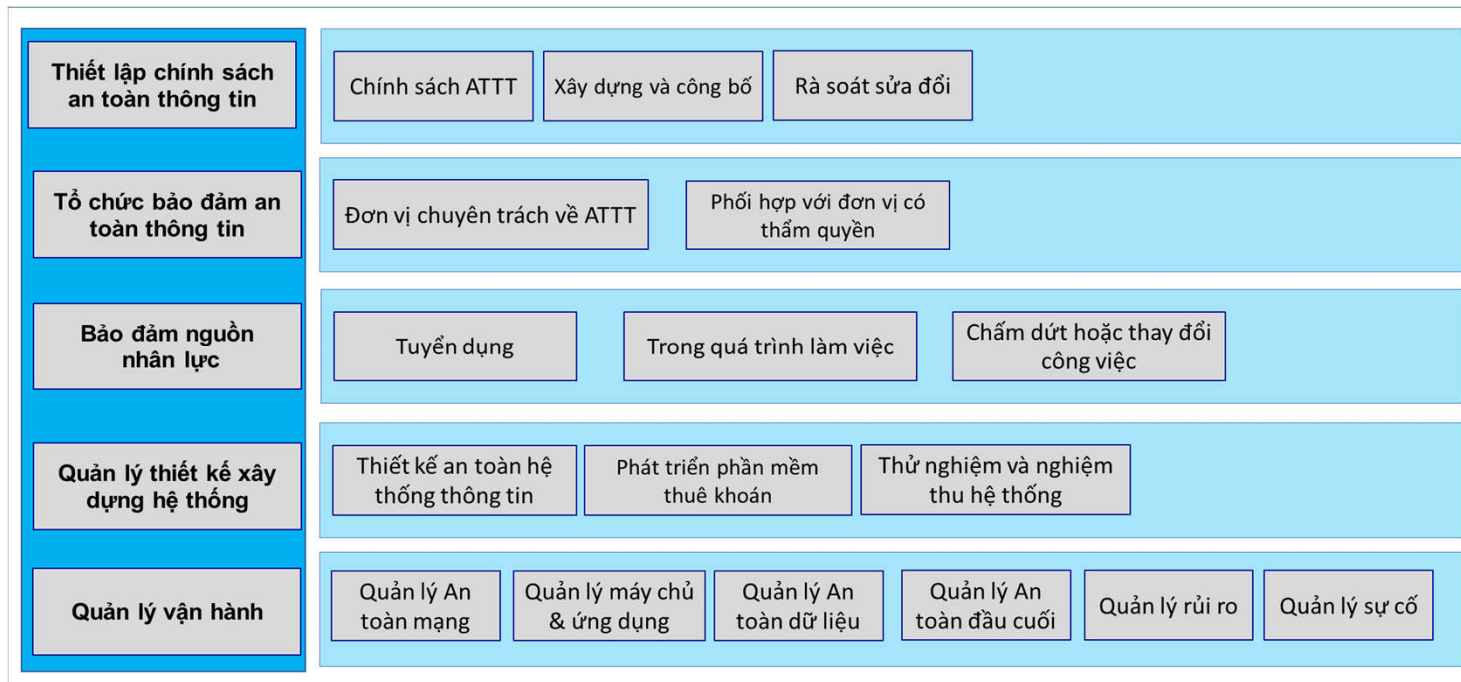 Thiết lập chính sách
an toàn thông tin
Chính sách ATTT
Xây dựng và công bố
Rà soát sửa đổi
Tổ chức bảo đảm an
toàn thông tin
Đơn vị chuyên trách về ATTT
Phối hợp với đơn vị có
thẩm quyền
Bảo đảm nguồn
nhân lực
Tuyển dụng
Trong quá trình làm việc
Chấm dứt hoặc thay đổi
công việc
Quản lý thiết kế xây
dựng hệ thống
Thiết kế an toàn hệ
thống thông tin
Phát triển phần mềm
thuê khoán
Thử nghiệm và nghiệm
thu hệ thống
Quản lý vận hành
Quản lý An
toàn mạng
Quản lý máy chủ
& ứng dụng
Quản lý An
toàn dữ liệu
Quản lý An
toàn đầu cuối
Quản lý rủi ro
Quản lý sự cố